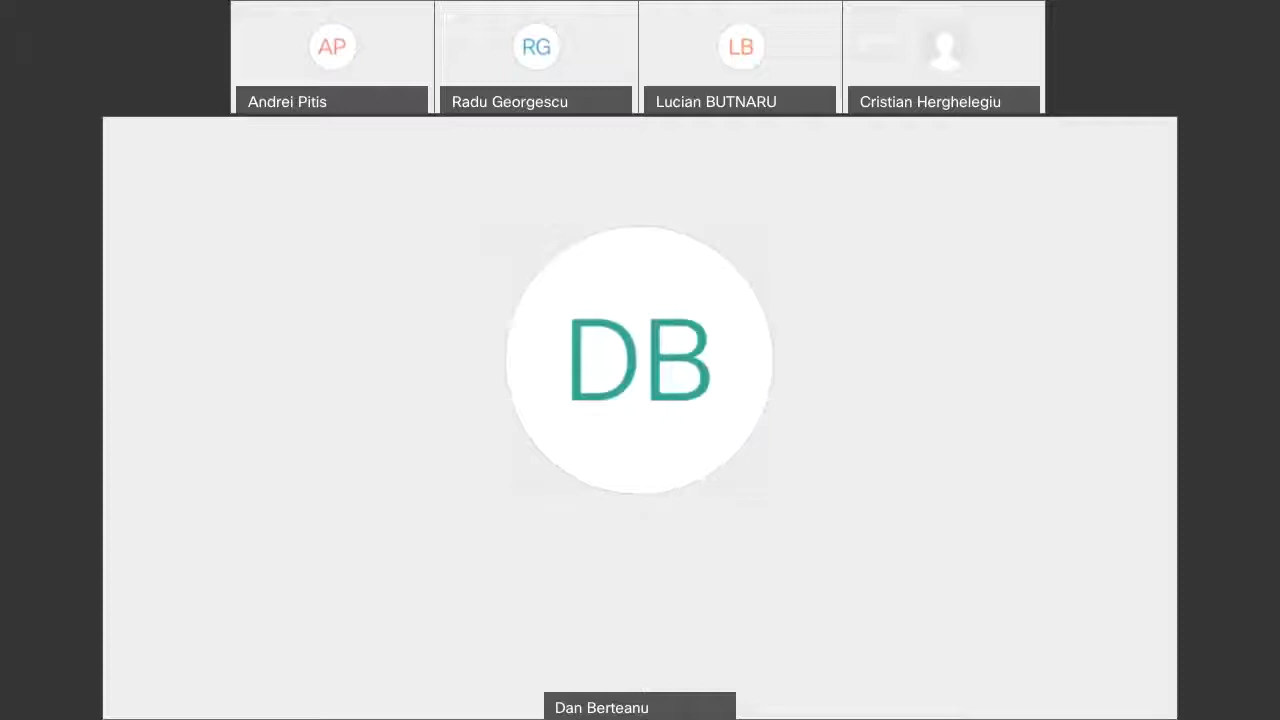 AP
RG
LB
Andrei Pitis
Radu Georgescu
Lucian BUTNARU
Cristian Herghelegiu
DB
Dan Berteanu